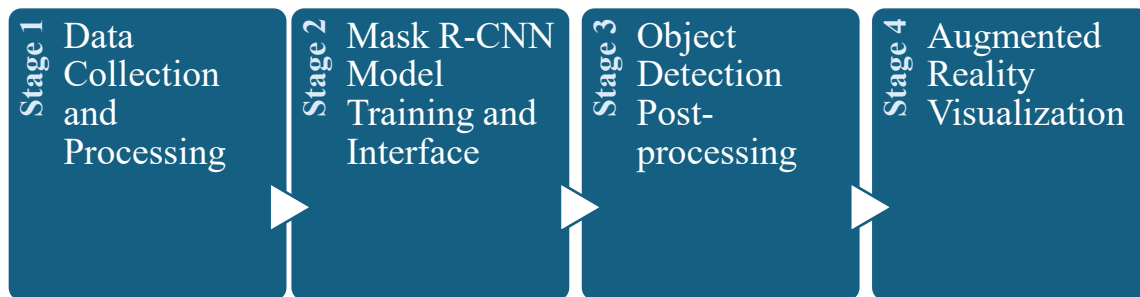 Stage 1
Data
Collection
and
Processing
Stage 2
Mask R-CNN
Model
Training and
Interface
Stage 3
Object
Detection
Post-
processing
Stage 4
Augmented
Reality
Visualization